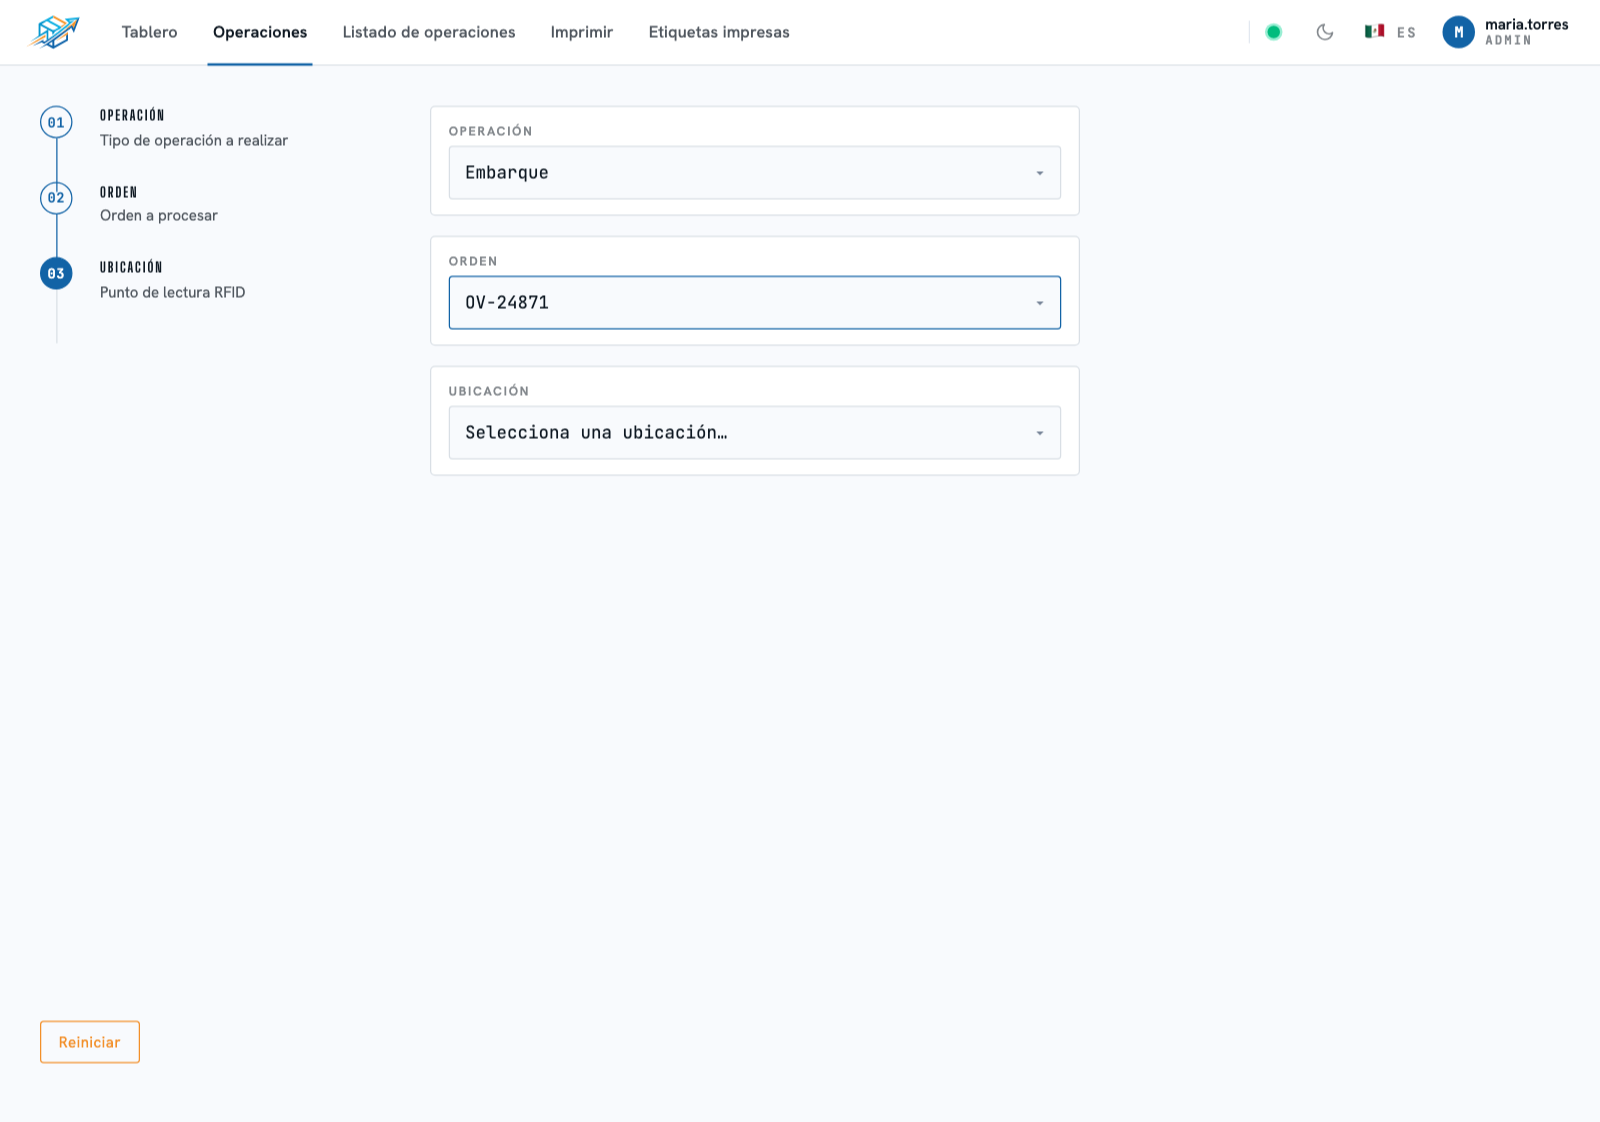 Tablero
Operaciones
Listado de operaciones
Imprimir
Etiquetas impresas
ES
M
maria.torres
ADMIN
01
OPERACIÓN
Tipo de operación a realizar
02
ORDEN
Orden a procesar
03
UBICACIÓN
Punto de lectura RFID
OPERACIÓN
Embarque
ORDEN
OV-24871
UBICACIÓN
Selecciona una ubicación…
Reiniciar